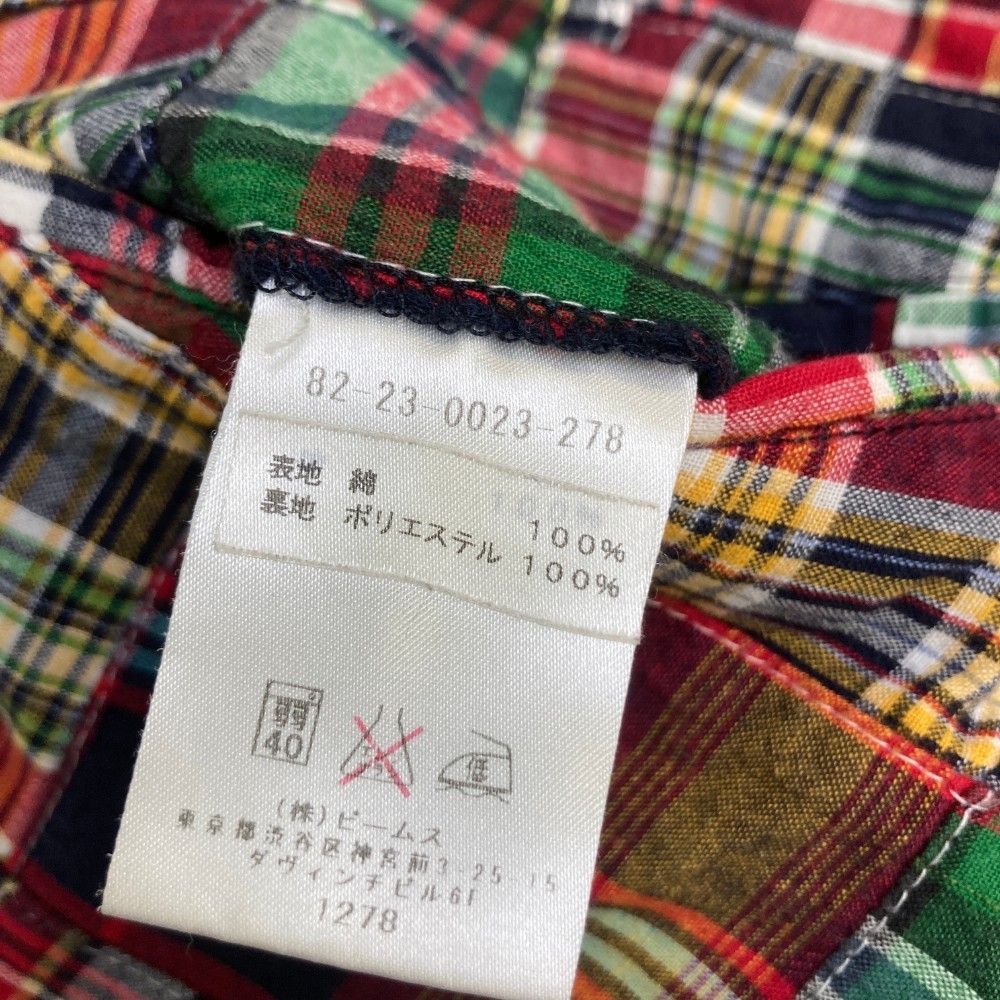 82-23-0023-278
表地 綿 100%
裏地 ポリエステル 100%
弱
40
低
(株)ビームス
東京都渋谷区神宮前3-25-15
ダヴィンチビル6F
1278